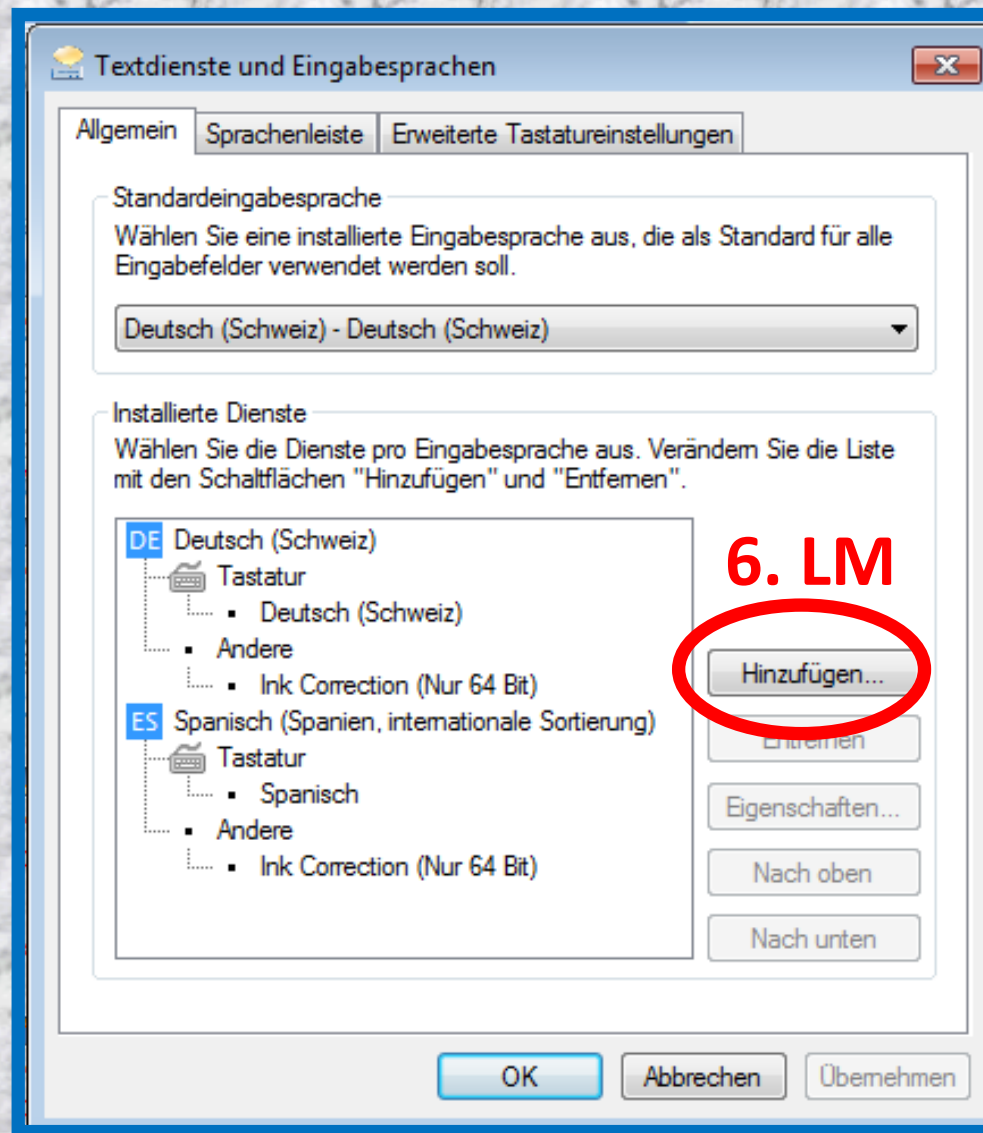 Textdienste und Eingabesprachen
Allgemein Sprachenleiste Erweiterte Tastatureinstellungen
Standardeingabesprache
Wählen Sie eine installierte Eingabesprache aus, die als Standard für alle
Eingabefelder verwendet werden soll.
Deutsch (Schweiz) - Deutsch (Schweiz)
Installierte Dienste
Wählen Sie die Dienste pro Eingabesprache aus. Verändern Sie die Liste
mit den Schaltflächen "Hinzufügen" und "Entfernen".
DE Deutsch (Schweiz)
Tastatur
Deutsch (Schweiz)
Andere
Ink Correction (Nur 64 Bit)
ES Spanisch (Spanien, internationale Sortierung)
Tastatur
Spanisch
Andere
Ink Correction (Nur 64 Bit)
6. LM
Hinzufügen...
Entfernen
Eigenschaften...
Nach oben
Nach unten
OK Abbrechen Übernehmen